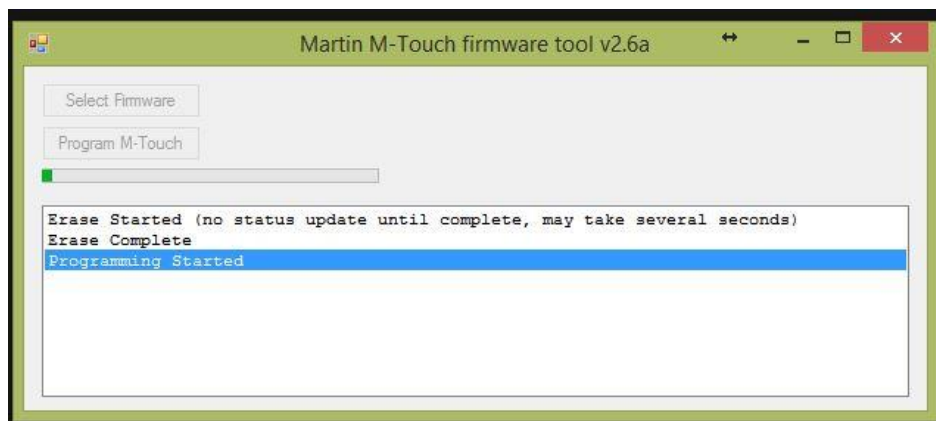 Martin M-Touch firmware tool v2.6a
Select Firmware
Program M-Touch
Erase Started (no status update until complete, may take several seconds)
Erase Complete
Programming Started